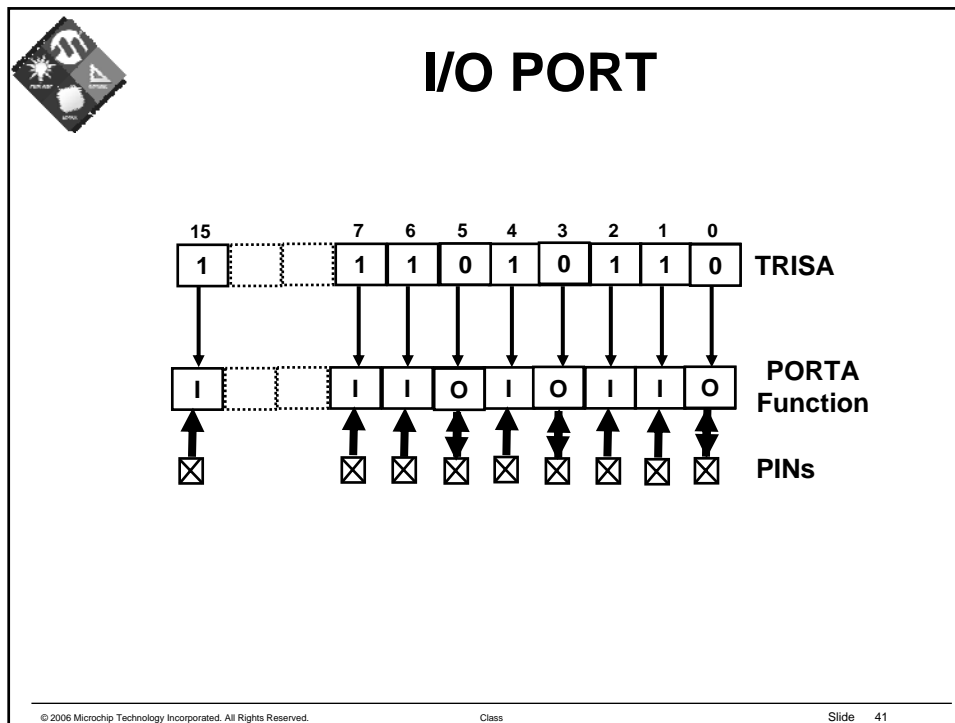 I/O PORT
15 7 6 5 4 3 2 1 0
1 1 1 0 1 0 1 1 0 TRISA
I I I O I O I I O PORTA
Function
PINs
© 2006 Microchip Technology Incorporated. All Rights Reserved. Class Slide 41